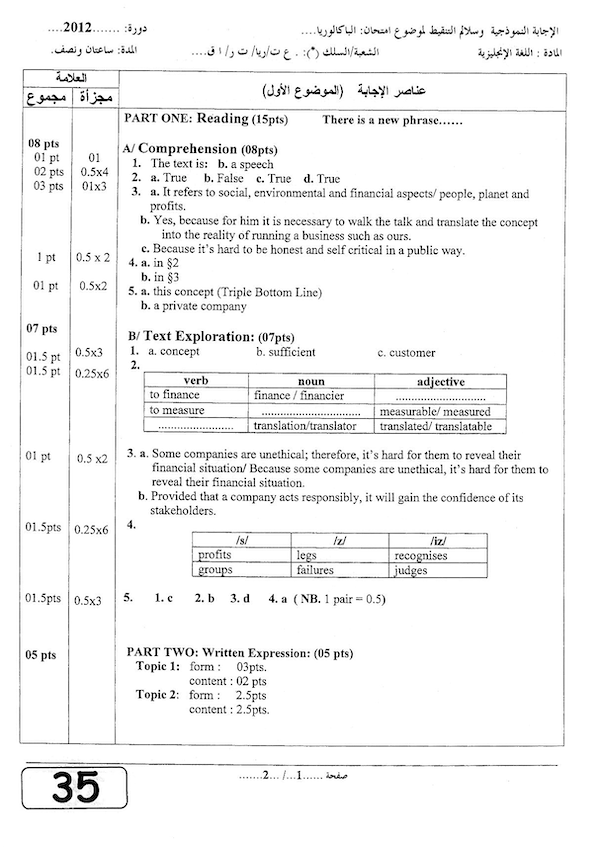 الإجابة النموذجية وسلالم التنقيط لموضوع امتحان: البكالوريا.... دورة: .......2012....
المادة : اللغة الإنجليزية الشعبة/السلك (*): . ع ت/ريا/ ت ر/ ا ق.... المدة: ساعتان ونصف.
العلامة
عناصر الإجابة (الموضوع الأول) مجزأة مجموع
PART ONE: Reading (15pts) There is a new phrase......
08 pts A/ Comprehension (08pts)
01 pt 01 1. The text is: b. a speech
02 pts 0.5x4 2. a. True b. False c. True d. True
03 pts 01x3 3. a. It refers to social, environmental and financial aspects/ people, planet and
profits.
b. Yes, because for him it is necessary to walk the talk and translate the concept
into the reality of running a business such as ours.
c. Because it's hard to be honest and self critical in a public way.
1 pt 0.5 x 2 4. a. in §2
b. in §3
01 pt 0.5x2 5. a. this concept (Triple Bottom Line)
b. a private company
07 pts B/ Text Exploration: (07pts)
01.5 pt 0.5x3 1. a. concept b. sufficient c. customer
01.5 pt 0.25x6 2.
verb noun adjective
to finance finance / financier ............................
to measure ............................... measurable/ measured
....................... translation/translator translated/ translatable
01 pt 0.5 x2 3. a. Some companies are unethical; therefore, it's hard for them to reveal their
financial situation/ Because some companies are unethical, it's hard for them to
reveal their financial situation.
b. Provided that a company acts responsibly, it will gain the confidence of its
stakeholders.
01.5pts 0.25x6 4.
/s/ /z/ /iz/
profits legs recognises
groups failures judges
01.5pts 0.5x3 5. 1. c 2. b 3. d 4. a ( NB. 1 pair = 0.5)
05 pts PART TWO: Written Expression: (05 pts)
Topic 1: form : 03pts.
content : 02 pts
Topic 2: form : 2.5pts
content : 2.5pts.
صفحة ......1..../ ...2.......
35